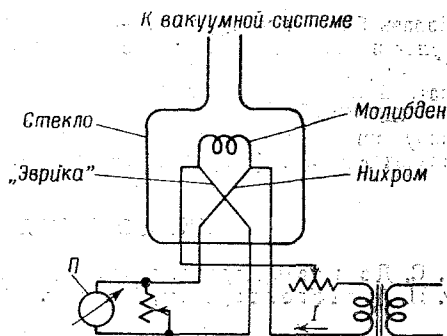 К вакуумной системе
Стекло
Молибден
„Эврика”
Нихром
П
I